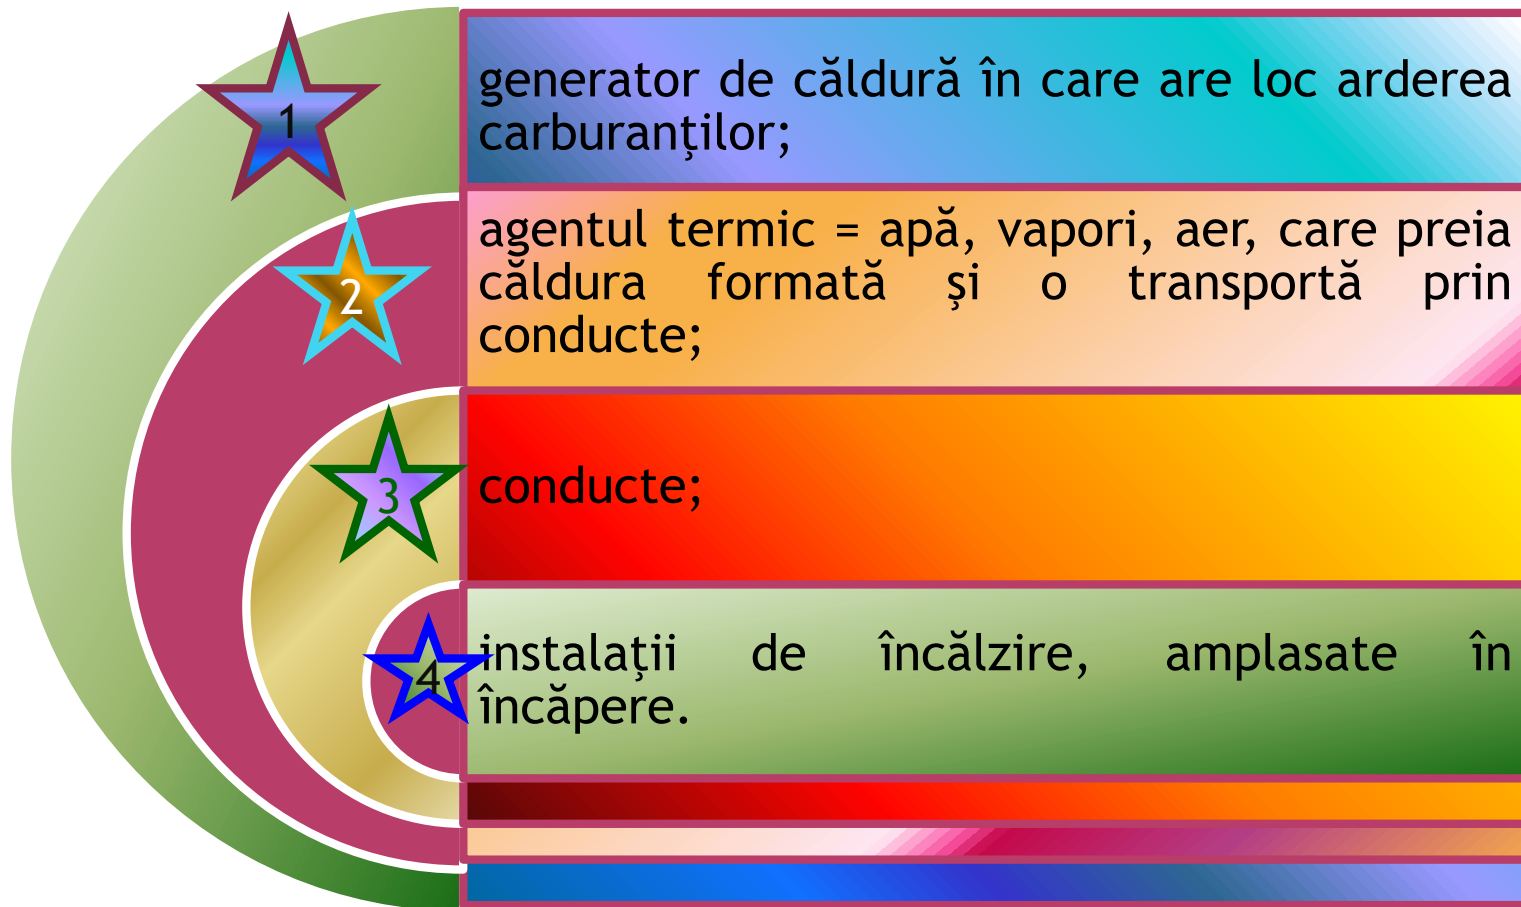 1
generator de căldură în care are loc arderea
carburanţilor;
2
agentul termic = apă, vapori, aer, care preia
căldura formată şi o transportă prin
conducte;
3
conducte;
4
instalaţii de încălzire, amplasate în
încăpere.